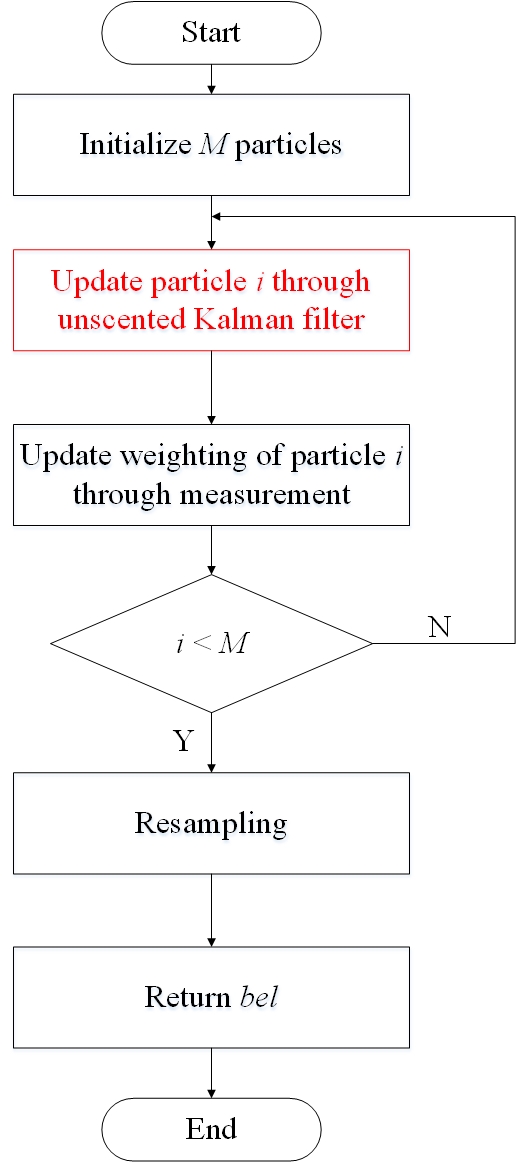 Start
Initialize M particles
Update particle i through
unscented Kalman filter
Update weighting of particle i
through measurement
i < M
N
Y
Resampling
Return bel
End